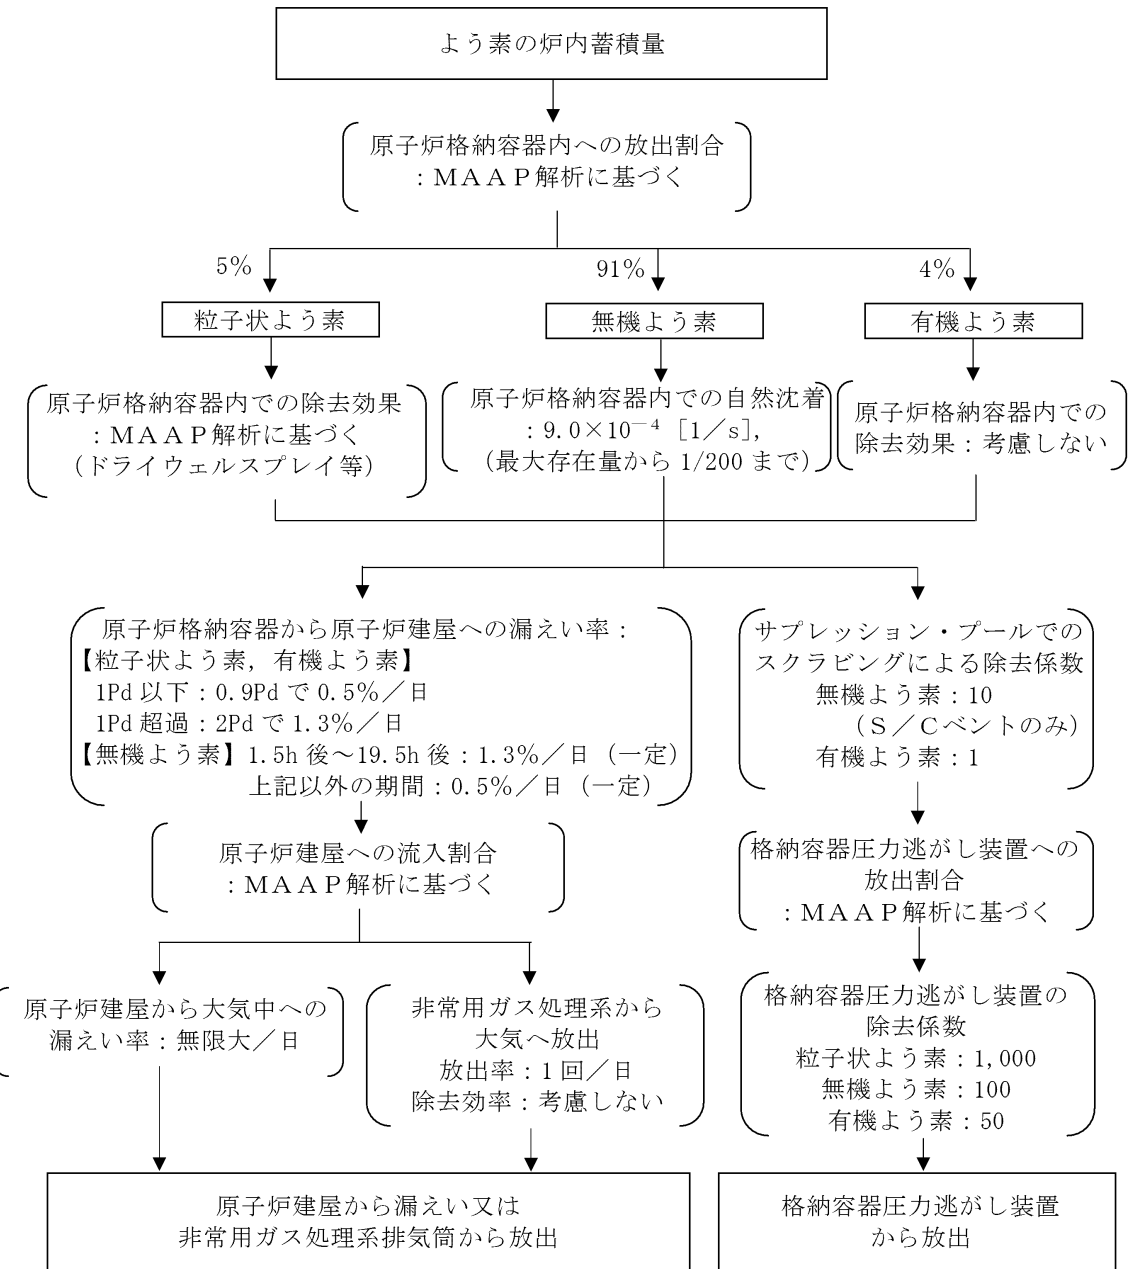 よう素の炉内蓄積量
原子炉格納容器内への放出割合
：ＭＡＡＰ解析に基づく
5%
91%
4%
粒子状よう素
無機よう素
有機よう素
原子炉格納容器内での除去効果
：ＭＡＡＰ解析に基づく
（ドライウェルスプレイ等）
原子炉格納容器内での自然沈着
：9.0×10⁻⁴ [1／s]，
（最大存在量から 1/200 まで）
原子炉格納容器内での
除去効果：考慮しない
原子炉格納容器から原子炉建屋への漏えい率：
【粒子状よう素，有機よう素】
1Pd 以下：0.9Pd で 0.5%／日
1Pd 超過：2Pd で 1.3%／日
【無機よう素】1.5h 後～19.5h 後：1.3%／日（一定）
上記以外の期間：0.5%／日（一定）
サプレッション・プールでの
スクラビングによる除去係数
無機よう素：10
（Ｓ／Ｃベントのみ）
有機よう素：1
原子炉建屋への流入割合
：ＭＡＡＰ解析に基づく
格納容器圧力逃がし装置への
放出割合
：ＭＡＡＰ解析に基づく
原子炉建屋から大気中への
漏えい率：無限大／日
非常用ガス処理系から
大気へ放出
放出率：1 回／日
除去効率：考慮しない
格納容器圧力逃がし装置の
除去係数
粒子状よう素：1,000
無機よう素：100
有機よう素：50
原子炉建屋から漏えい又は
非常用ガス処理系排気筒から放出
格納容器圧力逃がし装置
から放出